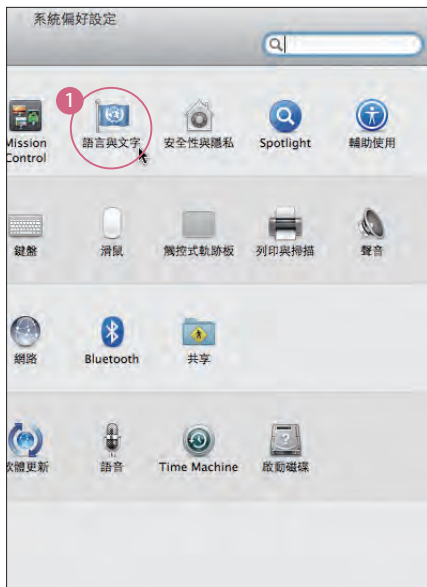 系統偏好設定
1
Mission Control
語言與文字
安全性與隱私
Spotlight
輔助使用
鍵盤
滑鼠
觸控式軌跡板
列印與掃描
聲音
網路
Bluetooth
共享
軟體更新
語音
Time Machine
啟動磁碟